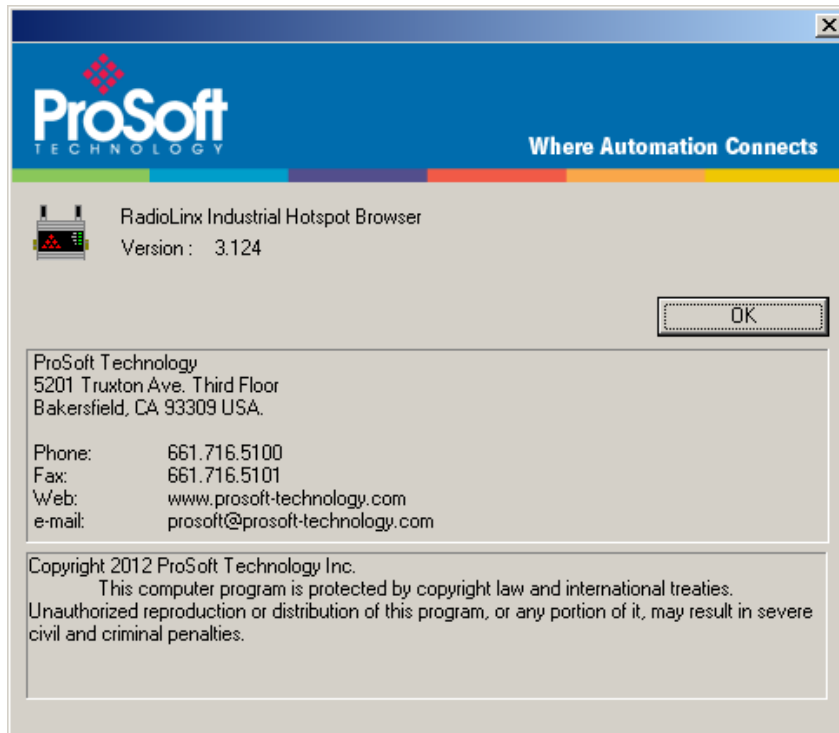 ProSoft
TECHNOLOGY
Where Automation Connects
RadioLinx Industrial Hotspot Browser
Version : 3.124
OK
ProSoft Technology
5201 Truxton Ave. Third Floor
Bakersfield, CA 93309 USA.
Phone: 661.716.5100
Fax: 661.716.5101
Web: www.prosoft-technology.com
e-mail: prosoft@prosoft-technology.com
Copyright 2012 ProSoft Technology Inc.
This computer program is protected by copyright law and international treaties.
Unauthorized reproduction or distribution of this program, or any portion of it, may result in severe
civil and criminal penalties.